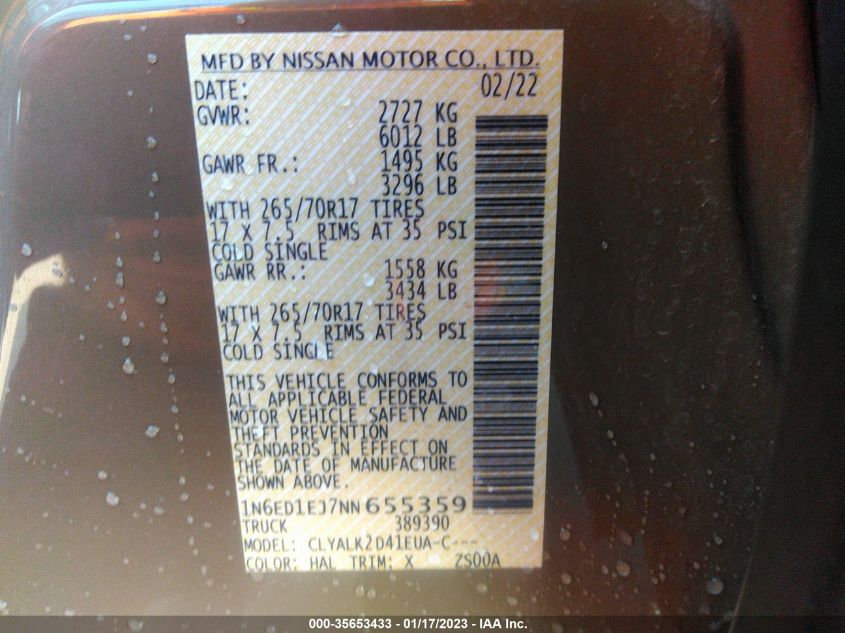 MFD BY NISSAN MOTOR CO., LTD.
DATE: 02/22
GVWR: 2727 KG
6012 LB
GAWR FR.: 1495 KG
3296 LB
WITH 265/70R17 TIRES
17 X 7.5 RIMS AT 35 PSI
COLD SINGLE
GAWR RR.: 1558 KG
3434 LB
WITH 265/70R17 TIRES
17 X 7.5 RIMS AT 35 PSI
COLD SINGLE
THIS VEHICLE CONFORMS TO
ALL APPLICABLE FEDERAL
MOTOR VEHICLE SAFETY AND
THEFT PREVENTION
STANDARDS IN EFFECT ON
THE DATE OF MANUFACTURE
SHOWN ABOVE.
1N6ED1EJ7NN655359
TRUCK 389390
MODEL: CLYALK2D41EUA-C---
COLOR: HAL TRIM: X ZS00A
000-35653433 - 01/17/2023 - IAA Inc.